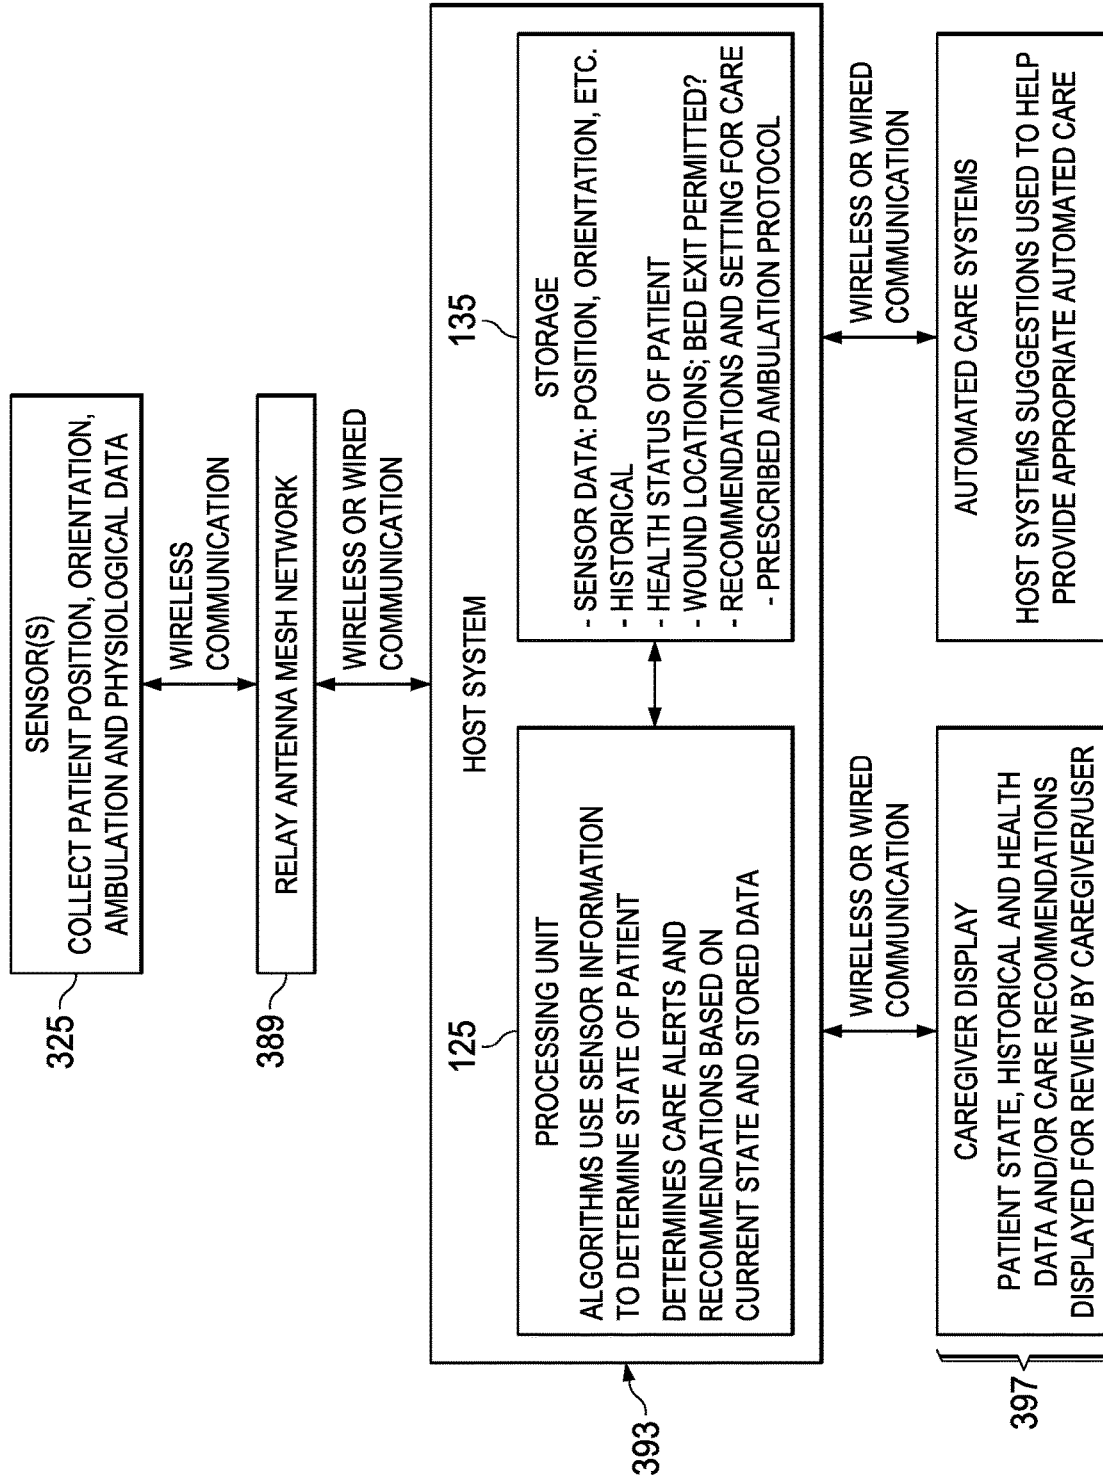 SENSOR(S)
COLLECT PATIENT POSITION, ORIENTATION,
AMBULATION AND PHYSIOLOGICAL DATA
325
WIRELESS
COMMUNICATION
RELAY ANTENNA MESH NETWORK
389
WIRELESS OR WIRED
COMMUNICATION
HOST SYSTEM
393
125
PROCESSING UNIT
ALGORITHMS USE SENSOR INFORMATION
TO DETERMINE STATE OF PATIENT
DETERMINES CARE ALERTS AND
RECOMMENDATIONS BASED ON
CURRENT STATE AND STORED DATA
135
STORAGE
- SENSOR DATA: POSITION, ORIENTATION, ETC.
- HISTORICAL
- HEALTH STATUS OF PATIENT
- WOUND LOCATIONS; BED EXIT PERMITTED?
- RECOMMENDATIONS AND SETTING FOR CARE
- PRESCRIBED AMBULATION PROTOCOL
WIRELESS OR WIRED
COMMUNICATION
WIRELESS OR WIRED
COMMUNICATION
397
CAREGIVER DISPLAY
PATIENT STATE, HISTORICAL AND HEALTH
DATA AND/OR CARE RECOMMENDATIONS
DISPLAYED FOR REVIEW BY CAREGIVER/USER
AUTOMATED CARE SYSTEMS
HOST SYSTEMS SUGGESTIONS USED TO HELP
PROVIDE APPROPRIATE AUTOMATED CARE